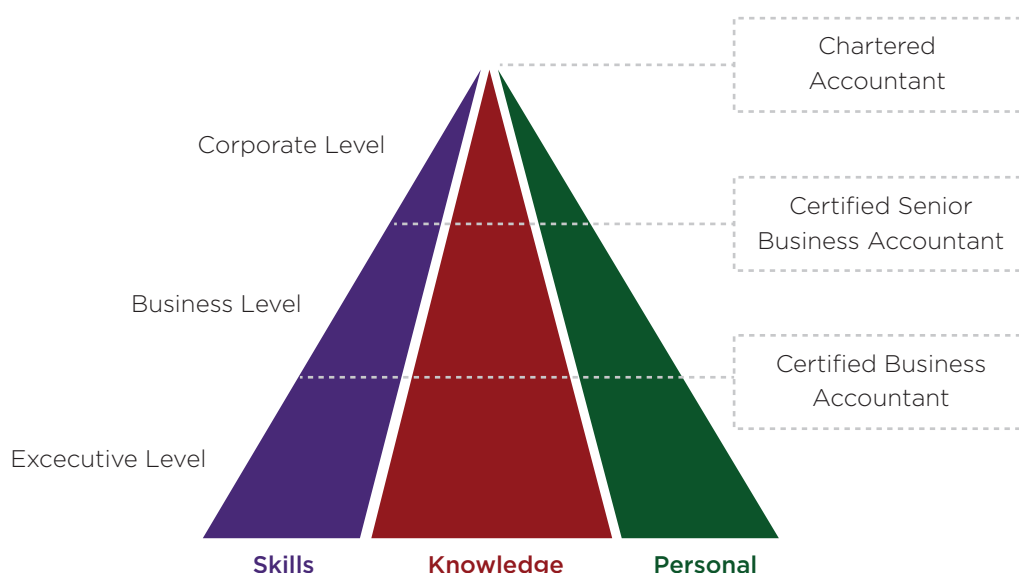 Chartered
Accountant
Corporate Level
Certified Senior
Business Accountant
Business Level
Certified Business
Accountant
Excecutive Level
Skills
Knowledge
Personal